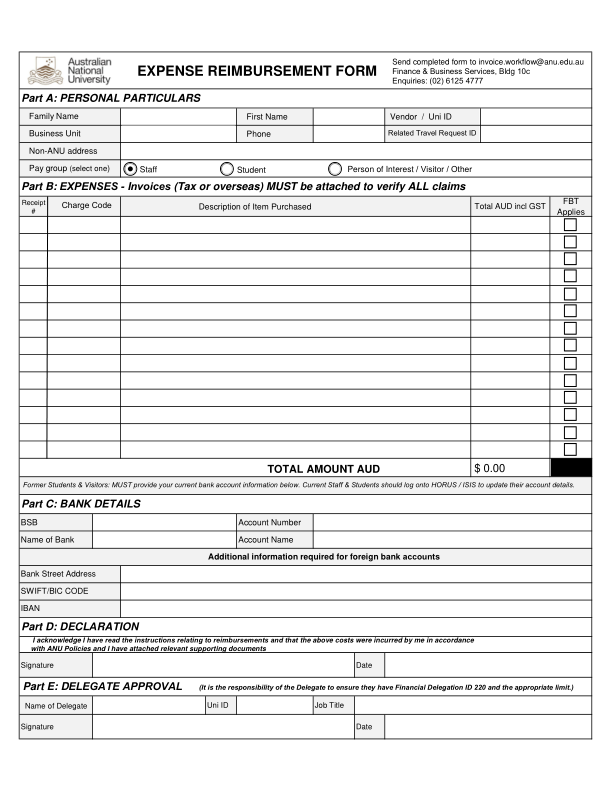 Australian
National
University
EXPENSE REIMBURSEMENT FORM
Send completed form to invoice.workflow@anu.edu.au
Finance & Business Services, Bldg 10c
Enquiries: (02) 6125 4777
Part A: PERSONAL PARTICULARS
Family Name First Name Vendor / Uni ID
Business Unit Phone Related Travel Request ID
Non-ANU address
Pay group (select one) Staff Student Person of Interest / Visitor / Other
Part B: EXPENSES - Invoices (Tax or overseas) MUST be attached to verify ALL claims
Receipt # Charge Code Description of Item Purchased Total AUD incl GST FBT Applies
TOTAL AMOUNT AUD $ 0.00
Former Students & Visitors: MUST provide your current bank account information below. Current Staff & Students should log onto HORUS / ISIS to update their account details.
Part C: BANK DETAILS
BSB Account Number
Name of Bank Account Name
Additional information required for foreign bank accounts
Bank Street Address
SWIFT/BIC CODE
IBAN
Part D: DECLARATION
I acknowledge I have read the instructions relating to reimbursements and that the above costs were incurred by me in accordance
with ANU Policies and I have attached relevant supporting documents
Signature Date
Part E: DELEGATE APPROVAL (It is the responsibility of the Delegate to ensure they have Financial Delegation ID 220 and the appropriate limit.)
Name of Delegate Uni ID Job Title
Signature Date